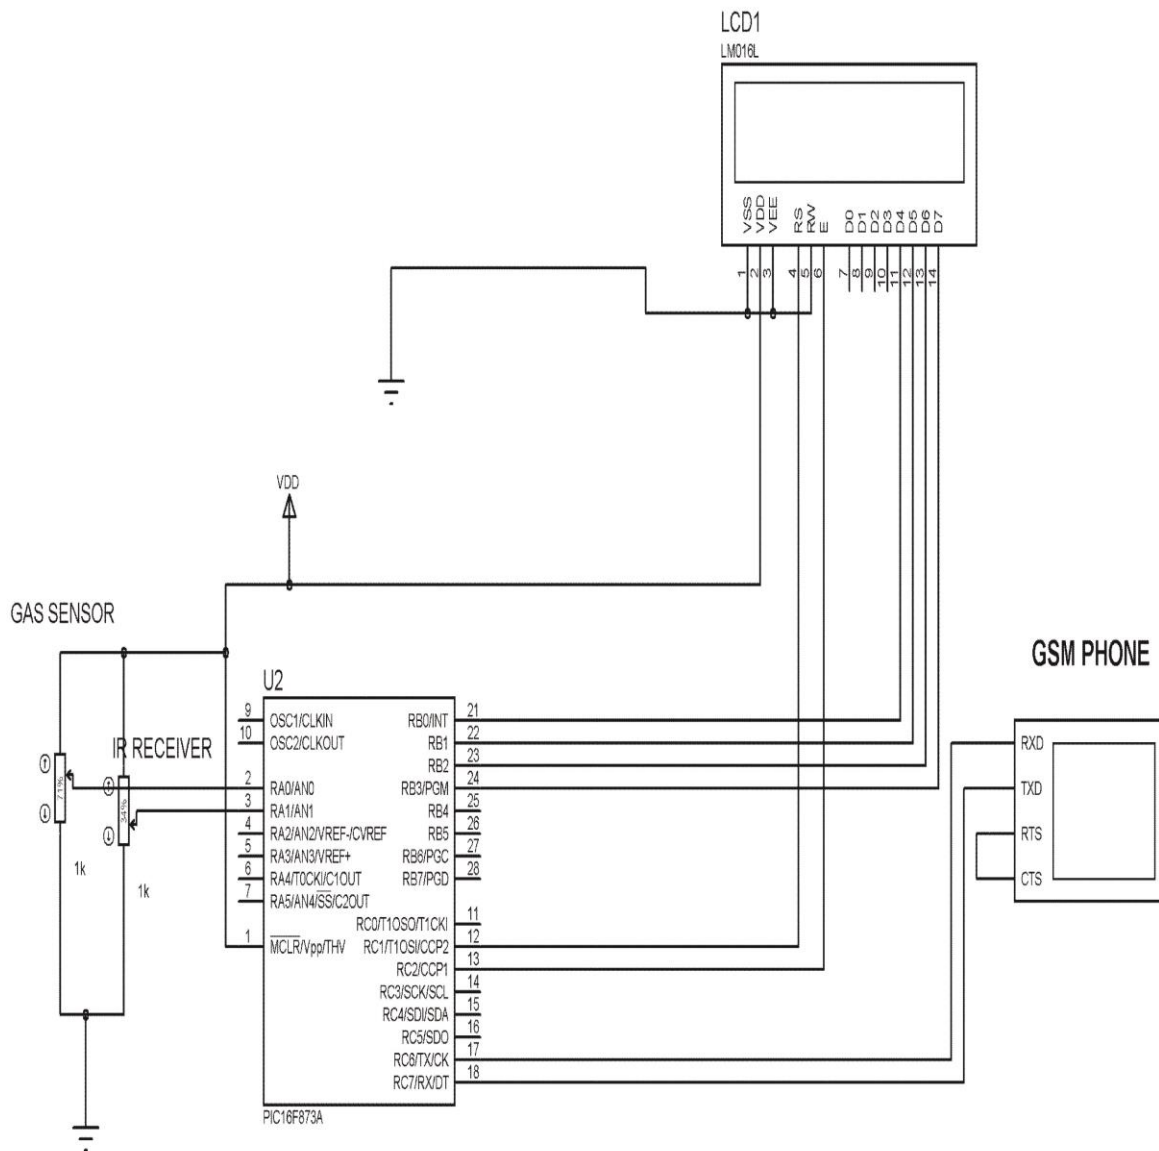 LCD1
LM016L
VSS
VDD
VEE
RS
RW
E
D0
D1
D2
D3
D4
D5
D6
D7
1
2
3
4
5
6
7
8
9
10
11
12
13
14
VDD
GAS SENSOR
GSM PHONE
U2
IR RECEIVER
71%
34%
1k
1k
9 OSC1/CLKIN
10 OSC2/CLKOUT
2 RA0/AN0
3 RA1/AN1
4 RA2/AN2/VREF-/CVREF
5 RA3/AN3/VREF+
6 RA4/T0CKI/C1OUT
7 RA5/AN4/SS/C2OUT
1 MCLR/Vpp/THV
RB0/INT 21
RB1 22
RB2 23
RB3/PGM 24
RB4 25
RB5 26
RB6/PGC 27
RB7/PGD 28
RC0/T1OSO/T1CKI 11
RC1/T1OSI/CCP2 12
RC2/CCP1 13
RC3/SCK/SCL 14
RC4/SDI/SDA 15
RC5/SDO 16
RC6/TX/CK 17
RC7/RX/DT 18
PIC16F873A
RXD
TXD
RTS
CTS